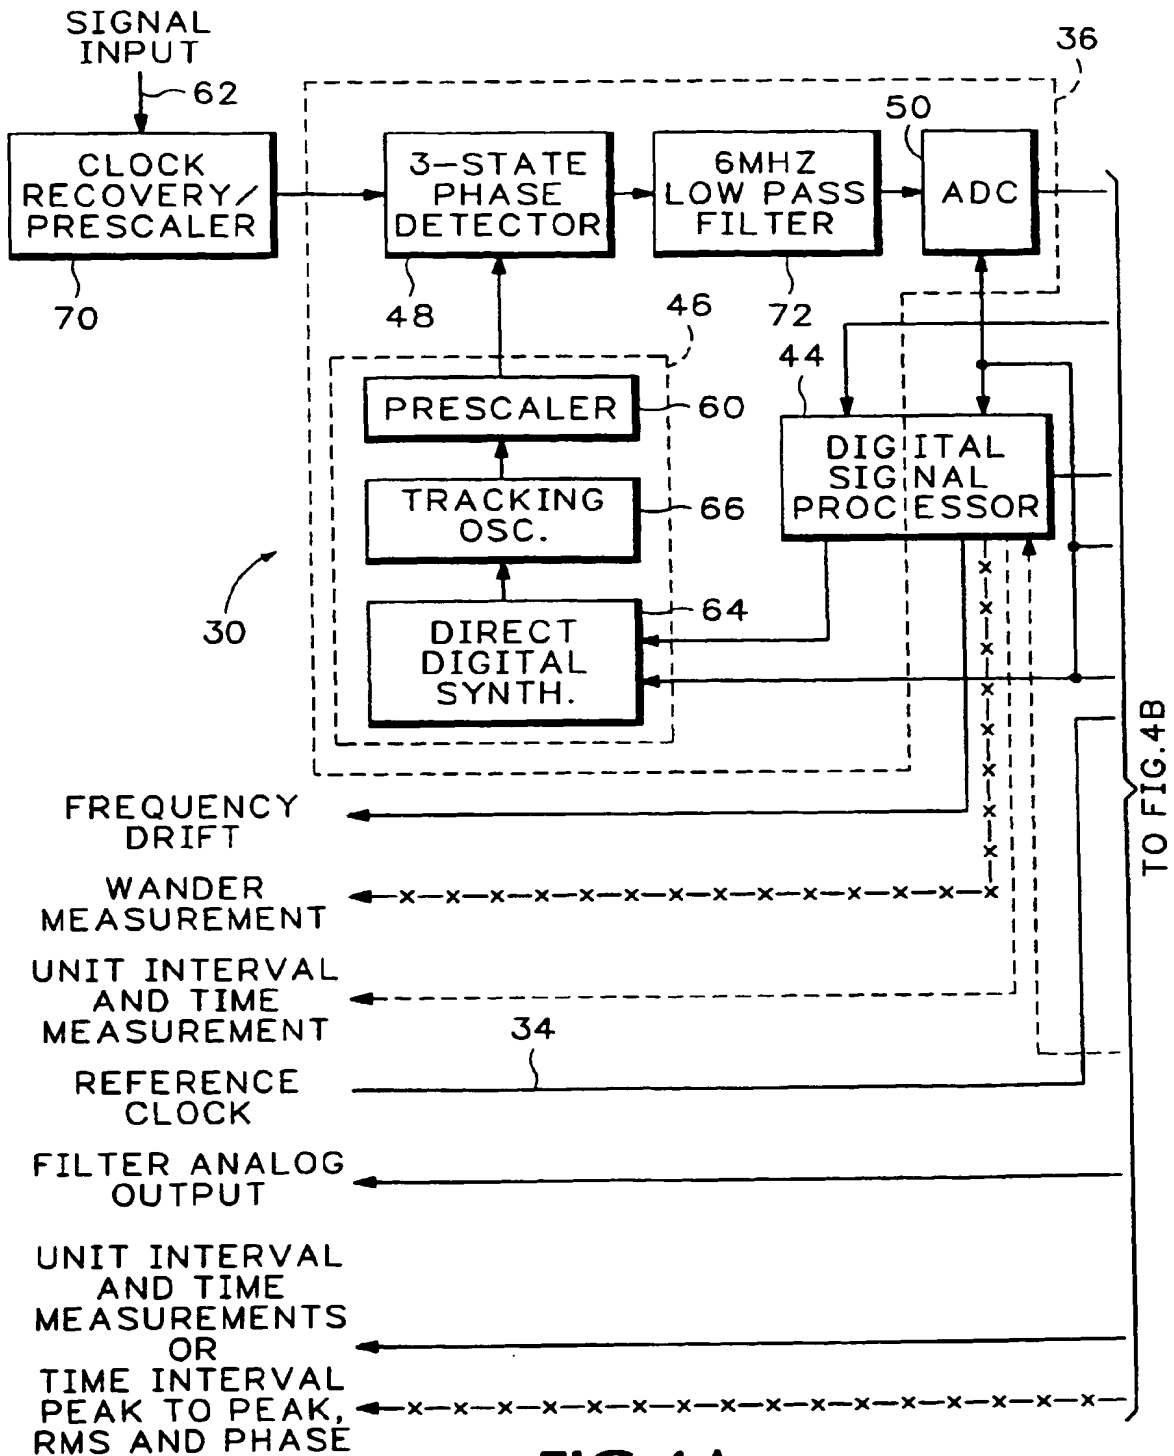 SIGNAL
INPUT
62
36
50
CLOCK
RECOVERY/
PRESCALER
3-STATE
PHASE
DETECTOR
6MHZ
LOW PASS
FILTER
ADC
70
48
72
46
44
PRESCALER
60
DIGITAL
SIGNAL
PROCESSOR
TRACKING
OSC.
66
30
64
DIRECT
DIGITAL
SYNTH.
TO FIG.4B
FREQUENCY
DRIFT
WANDER
MEASUREMENT
UNIT INTERVAL
AND TIME
MEASUREMENT
34
REFERENCE
CLOCK
FILTER ANALOG
OUTPUT
UNIT INTERVAL
AND TIME
MEASUREMENTS
OR
TIME INTERVAL
PEAK TO PEAK,
RMS AND PHASE